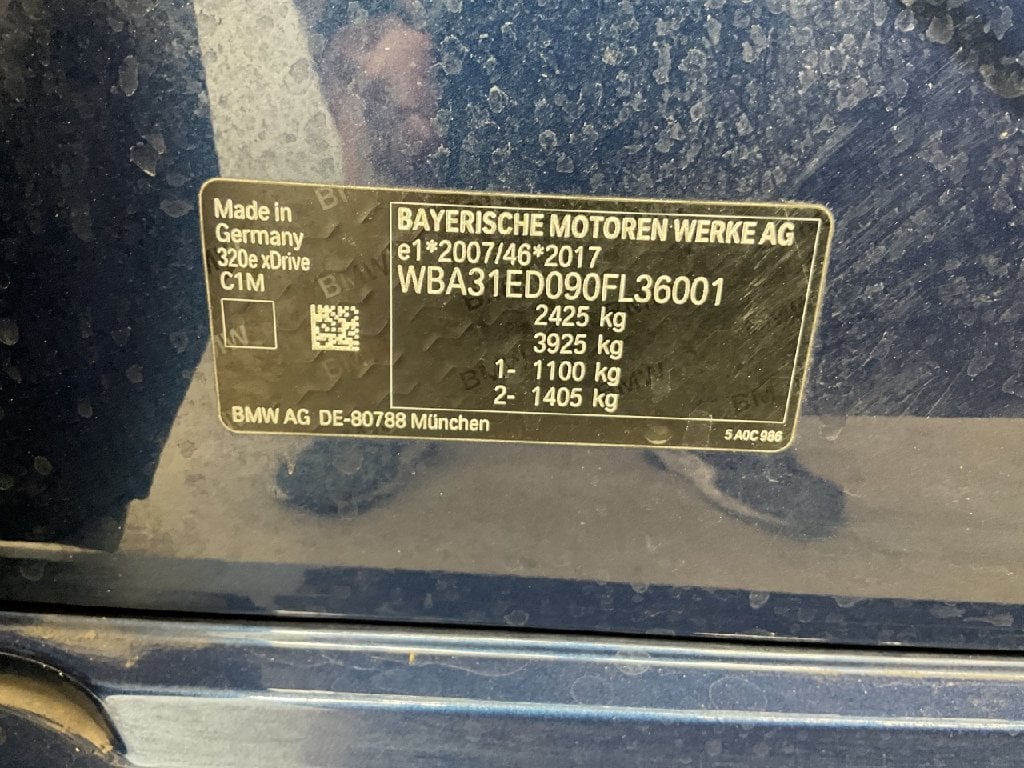 Made in
Germany
320e xDrive
C1M
BAYERISCHE MOTOREN WERKE AG
e1*2007/46*2017
WBA31ED090FL36001
2425 kg
3925 kg
1- 1100 kg
2- 1405 kg
BMW AG DE-80788 München
5 A0C 986